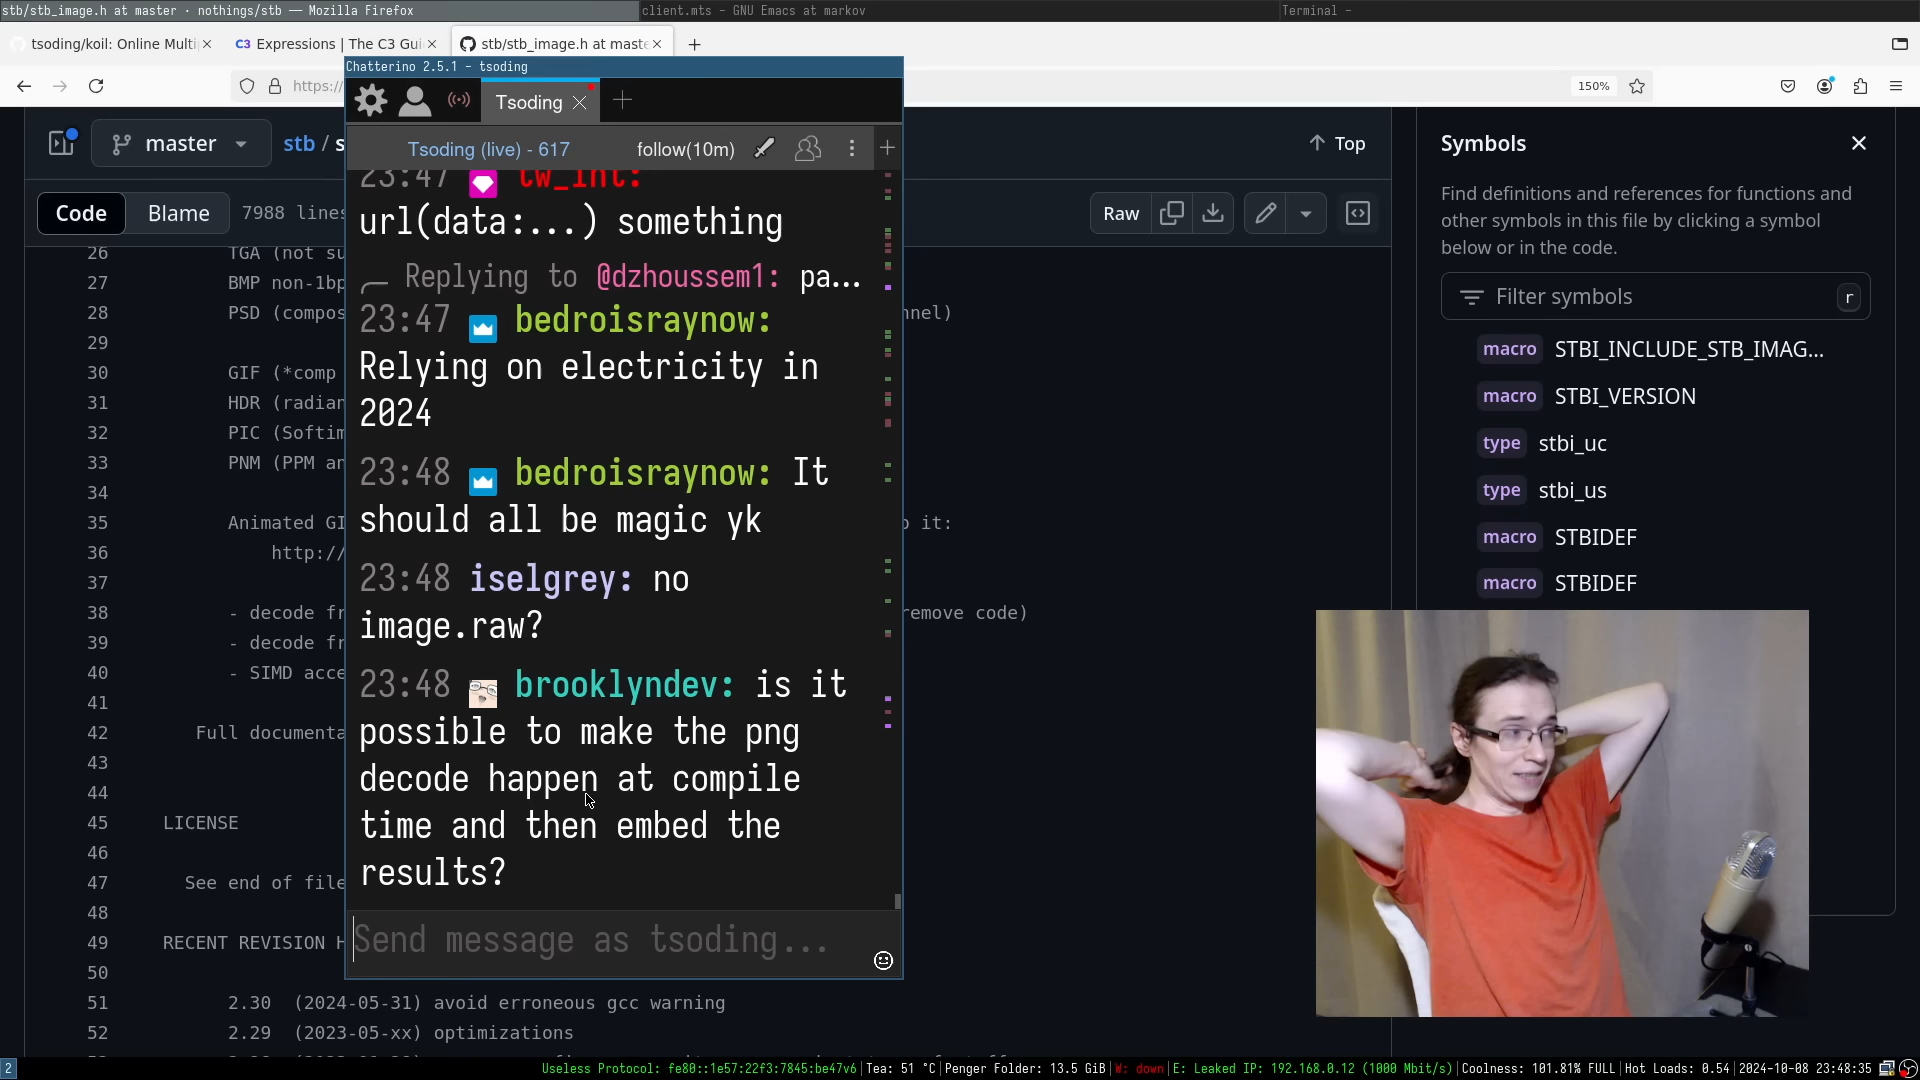 stb/stb_image.h at master · nothings/stb — Mozilla Firefox
client.mts - GNU Emacs at markov
Terminal -
tsoding/koil: Online Multi
Expressions | The C3 Gui
stb/stb_image.h at maste
https://
150%
Chatterino 2.5.1 - tsoding
Tsoding
Tsoding (live) - 617
follow(10m)
master
stb / s
Top
Code
Blame
7988 lines
Raw
26 TGA (not su
27 BMP non-1bp
28 PSD (compos
nnel)
29
30 GIF (*comp
31 HDR (radian
32 PIC (Softim
33 PNM (PPM an
34
35 Animated GI
o it:
36 http://
37
38 - decode fr
remove code)
39 - decode fr
40 - SIMD acce
41
42 Full documenta
43
44
45 LICENSE
46
47 See end of file
48
49 RECENT REVISION H
50
51 2.30 (2024-05-31) avoid erroneous gcc warning
52 2.29 (2023-05-xx) optimizations
23:47 tw_int:
url(data:...) something
Replying to @dzhoussem1: pa...
23:47 bedroisraynow:
Relying on electricity in
2024
23:48 bedroisraynow: It
should all be magic yk
23:48 iselgrey: no
image.raw?
23:48 brooklyndev: is it
possible to make the png
decode happen at compile
time and then embed the
results?
Send message as tsoding...
Symbols
Find definitions and references for functions and
other symbols in this file by clicking a symbol
below or in the code.
Filter symbols
r
macro STBI_INCLUDE_STB_IMAG...
macro STBI_VERSION
type stbi_uc
type stbi_us
macro STBIDEF
macro STBIDEF
2
Useless Protocol: fe80::1e57:22f3:7845:be47v6|Tea: 51 °C|Penger Folder: 13.5 GiB|W: down|E: Leaked IP: 192.168.0.12 (1000 Mbit/s)|Coolness: 101.81% FULL|Hot Loads: 0.54|2024-10-08 23:48:35